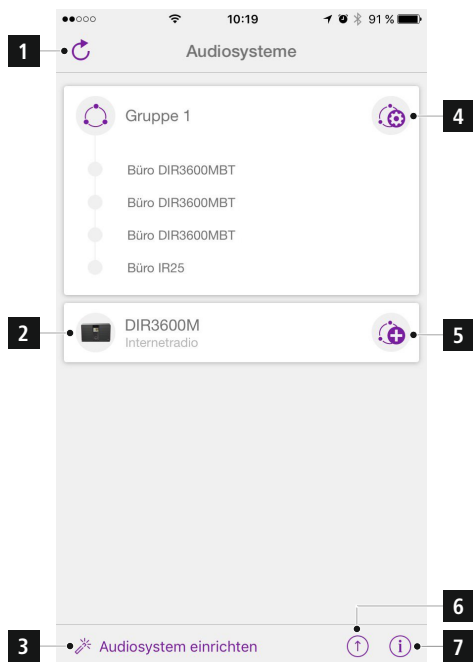 10:19
91 %
1
Audiosysteme
Gruppe 1
4
Büro DIR3600MBT
Büro DIR3600MBT
Büro DIR3600MBT
Büro IR25
2
DIR3600M
Internetradio
5
6
3
Audiosystem einrichten
i
7